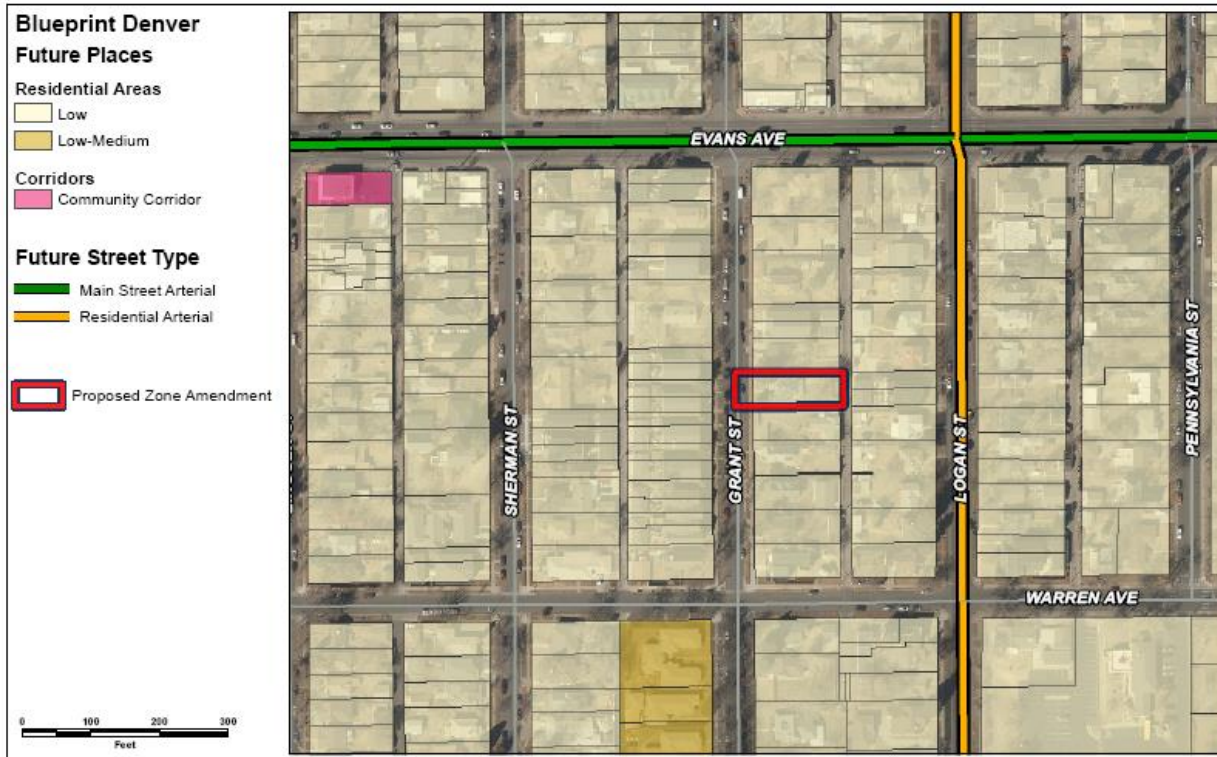 Blueprint Denver
Future Places
Residential Areas
Low
Low-Medium
Corridors
Community Corridor
Future Street Type
Main Street Arterial
Residential Arterial
Proposed Zone Amendment
0 100 200 300
Feet
EVANS AVE
SHERMAN ST
GRANT ST
LOGAN ST
PENNSYLVANIA ST
WARREN AVE